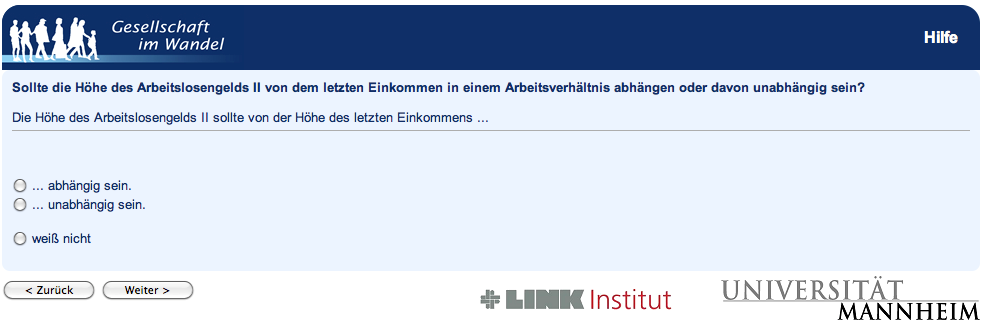 Gesellschaft
im Wandel
Hilfe
Sollte die Höhe des Arbeitslosengelds II von dem letzten Einkommen in einem Arbeitsverhältnis abhängen oder davon unabhängig sein?
Die Höhe des Arbeitslosengelds II sollte von der Höhe des letzten Einkommens ...
... abhängig sein.
... unabhängig sein.
weiß nicht
< Zurück
Weiter >
LINK Institut
UNIVERSITÄT
MANNHEIM